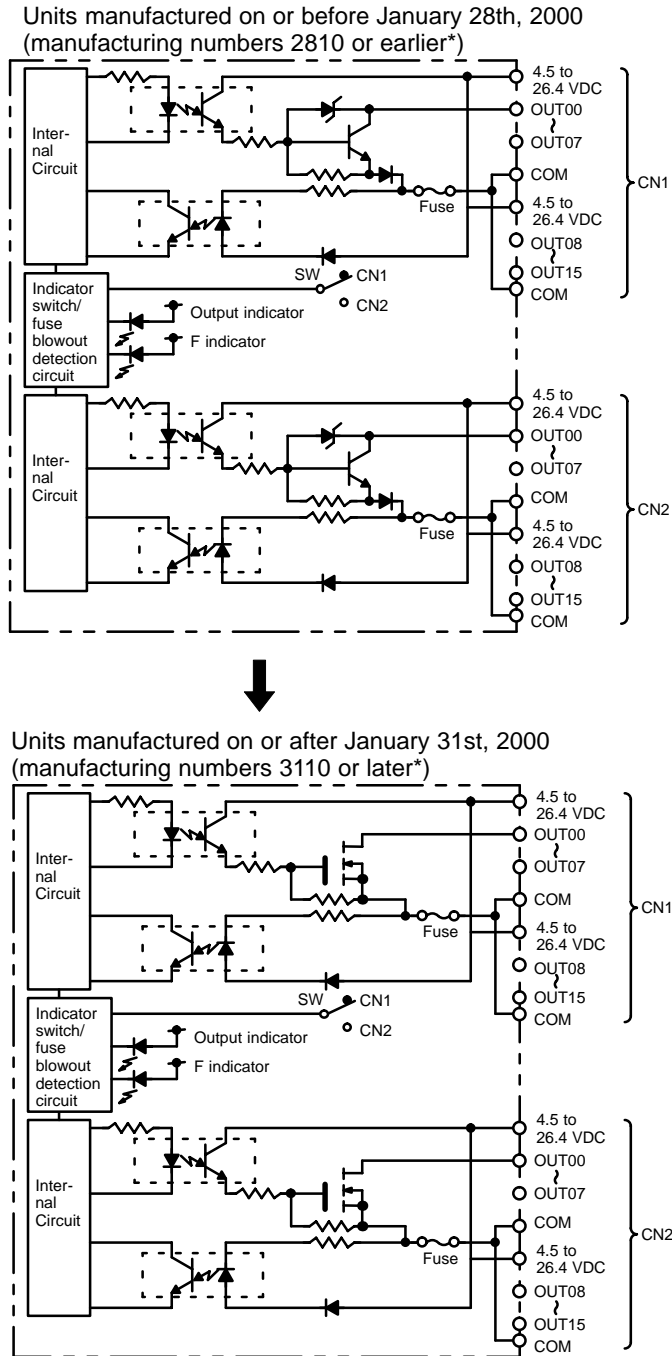 Units manufactured on or before January 28th, 2000
(manufacturing numbers 2810 or earlier*)
Inter-
nal
Circuit
4.5 to
26.4 VDC
OUT00
~
OUT07
COM
4.5 to
26.4 VDC
OUT08
~
OUT15
COM
CN1
Fuse
SW
CN1
CN2
Indicator
switch/
fuse
blowout
detection
circuit
Output indicator
F indicator
Inter-
nal
Circuit
4.5 to
26.4 VDC
OUT00
~
OUT07
COM
4.5 to
26.4 VDC
OUT08
~
OUT15
COM
CN2
Fuse
Units manufactured on or after January 31st, 2000
(manufacturing numbers 3110 or later*)
Inter-
nal
Circuit
4.5 to
26.4 VDC
OUT00
~
OUT07
COM
4.5 to
26.4 VDC
OUT08
~
OUT15
COM
CN1
Fuse
SW
CN1
CN2
Indicator
switch/
fuse
blowout
detection
circuit
Output indicator
F indicator
Inter-
nal
Circuit
4.5 to
26.4 VDC
OUT00
~
OUT07
COM
4.5 to
26.4 VDC
OUT08
~
OUT15
COM
CN2
Fuse